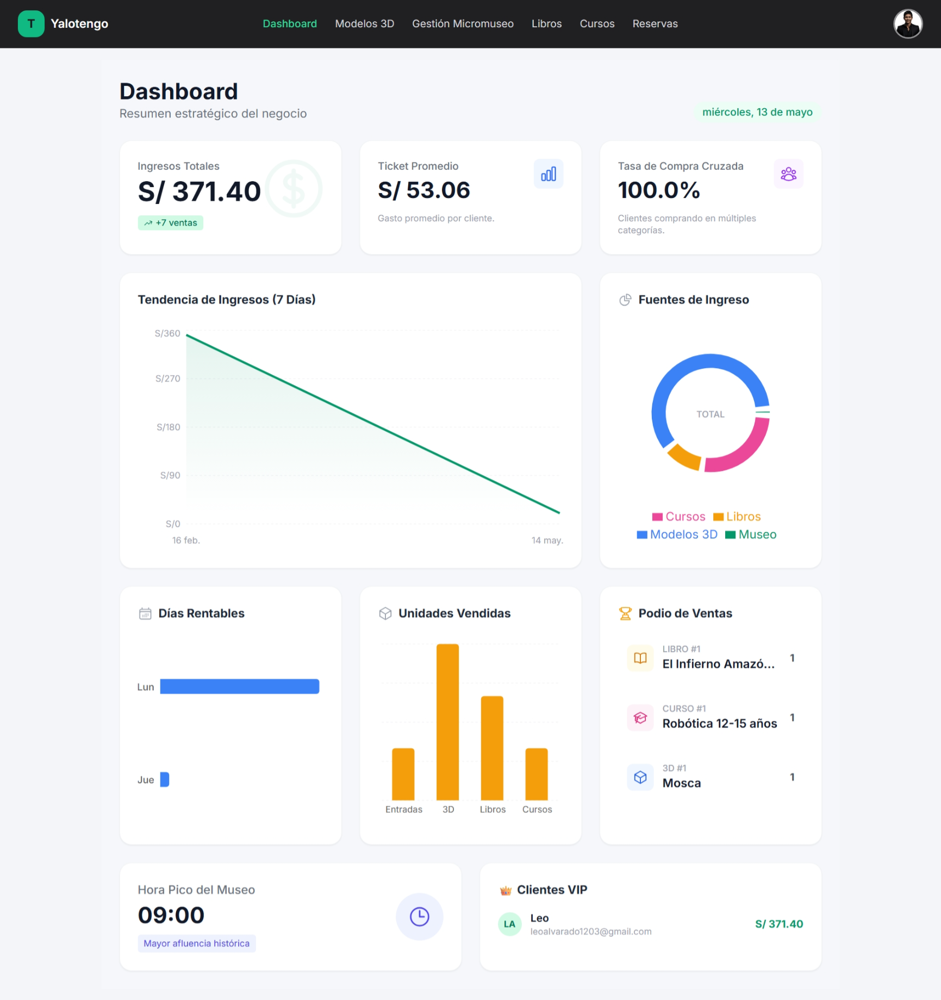 T Yalotengo
Dashboard Modelos 3D Gestión Micromuseo Libros Cursos Reservas
Dashboard
Resumen estratégico del negocio
miércoles, 13 de mayo
Ingresos Totales
S/ 371.40
+7 ventas
Ticket Promedio
S/ 53.06
Gasto promedio por cliente.
Tasa de Compra Cruzada
100.0%
Clientes comprando en múltiples
categorías.
Tendencia de Ingresos (7 Días)
S/360
S/270
S/180
S/90
S/0
16 feb. 14 may.
Fuentes de Ingreso
TOTAL
Cursos Libros
Modelos 3D Museo
Días Rentables
Lun
Jue
Unidades Vendidas
Entradas 3D Libros Cursos
Podio de Ventas
LIBRO #1
El Infierno Amazó... 1
CURSO #1
Robótica 12-15 años 1
3D #1
Mosca 1
Hora Pico del Museo
09:00
Mayor afluencia histórica
Clientes VIP
LA Leo
leoalvarado1203@gmail.com
S/ 371.40